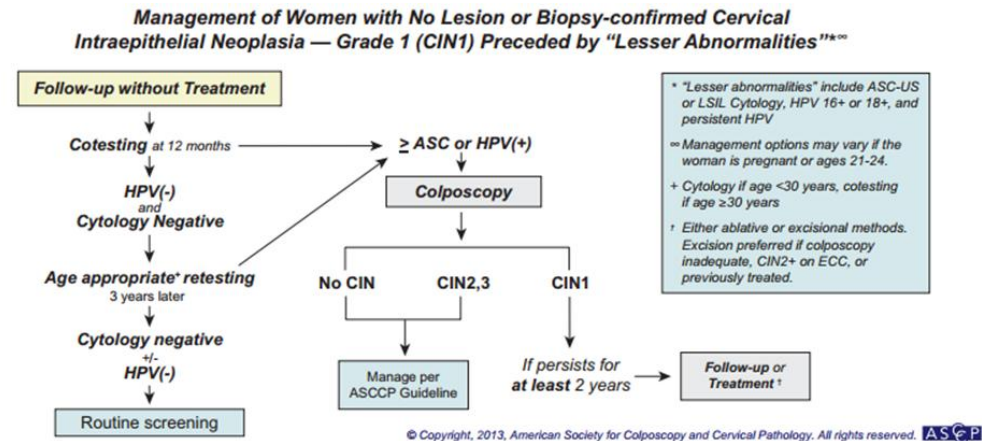 Management of Women with No Lesion or Biopsy-confirmed Cervical
Intraepithelial Neoplasia — Grade 1 (CIN1) Preceded by “Lesser Abnormalities”*∞
Follow-up without Treatment
Cotesting at 12 months
≥ ASC or HPV(+)
HPV(-)
and
Cytology Negative
Colposcopy
Age appropriate⁺ retesting
3 years later
No CIN
CIN2,3
CIN1
Cytology negative
+/-
HPV(-)
Manage per
ASCCP Guideline
If persists for
at least 2 years
Follow-up or
Treatment †
Routine screening
* “Lesser abnormalities” include ASC-US
or LSIL Cytology, HPV 16+ or 18+, and
persistent HPV
∞ Management options may vary if the
woman is pregnant or ages 21-24.
+ Cytology if age <30 years, cotesting
if age ≥30 years
† Either ablative or excisional methods.
Excision preferred if colposcopy
inadequate, CIN2+ on ECC, or
previously treated.
© Copyright, 2013, American Society for Colposcopy and Cervical Pathology. All rights reserved.
ASCCP